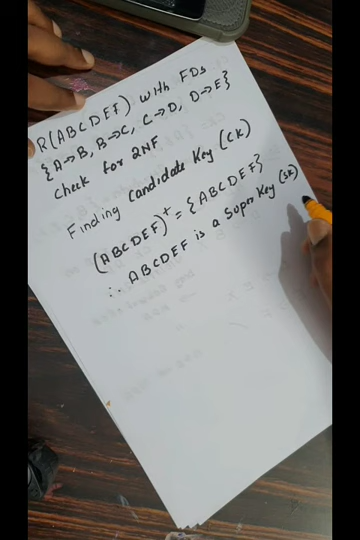 R(ABCDEF) with FDs
{A→B, B→C, C→D, D→E}
Check for 2NF
Finding Candidate Key (CK)
(ABCDEF)⁺ = {ABCDEF}
∴ ABCDEF is a Super Key (SK)